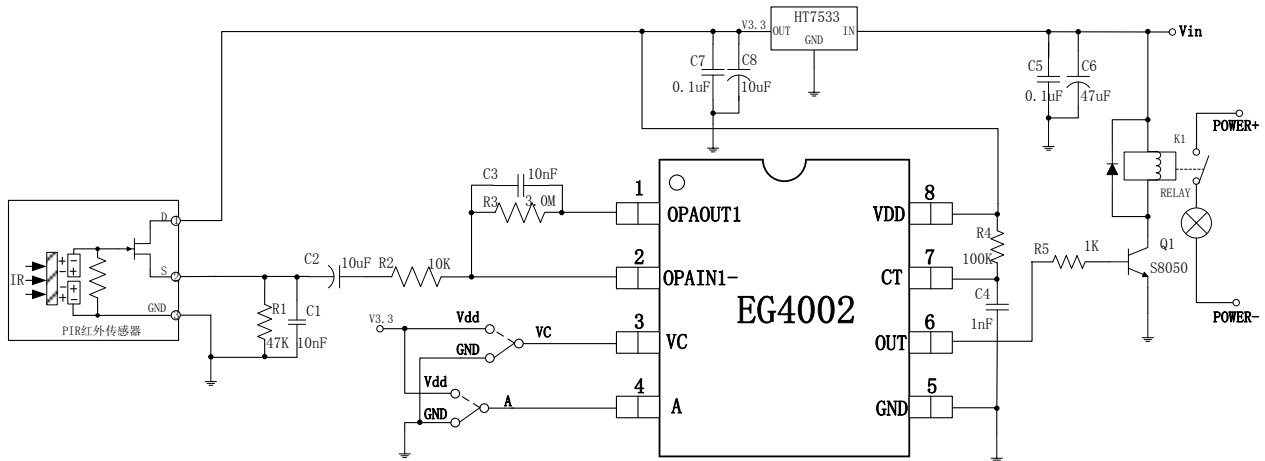 HT7533
V3.3 OUT IN
GND
Vin
C7
0.1uF
C8
10uF
C5
0.1uF
C6
47uF
POWER+
K1
RELAY
POWER-
D
1
S
2
GND
3
IR
+ -
- +
+ -
- +
PIR红外传感器
C2
10uF
R2
10K
R1
47K
C1
10nF
C3
10nF
R3
3.0M
1
OPAOUT1
2
OPAIN1-
3
VC
4
A
EG4002
8
VDD
7
CT
6
OUT
5
GND
R4
100K
C4
1nF
R5
1K
Q1
S8050
V3.3
Vdd
GND
VC
Vdd
GND
A